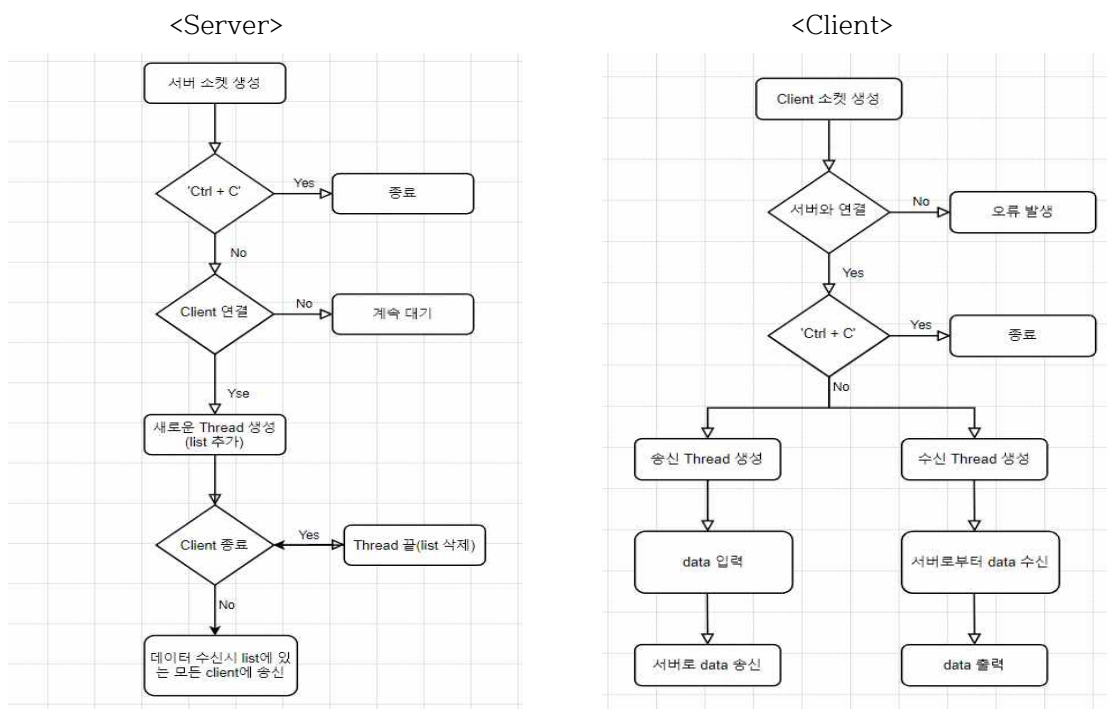 <Server>
서버 소켓 생성
'Ctrl + C'
Yes
종료
No
Client 연결
No
계속 대기
Yse
새로운 Thread 생성
(list 추가)
Client 종료
Yes
Thread 끝(list 삭제)
No
데이터 수신시 list에 있
는 모든 client에 송신
<Client>
Client 소켓 생성
서버와 연결
No
오류 발생
Yes
'Ctrl + C'
Yes
종료
No
송신 Thread 생성
수신 Thread 생성
data 입력
서버로부터 data 수신
서버로 data 송신
data 출력